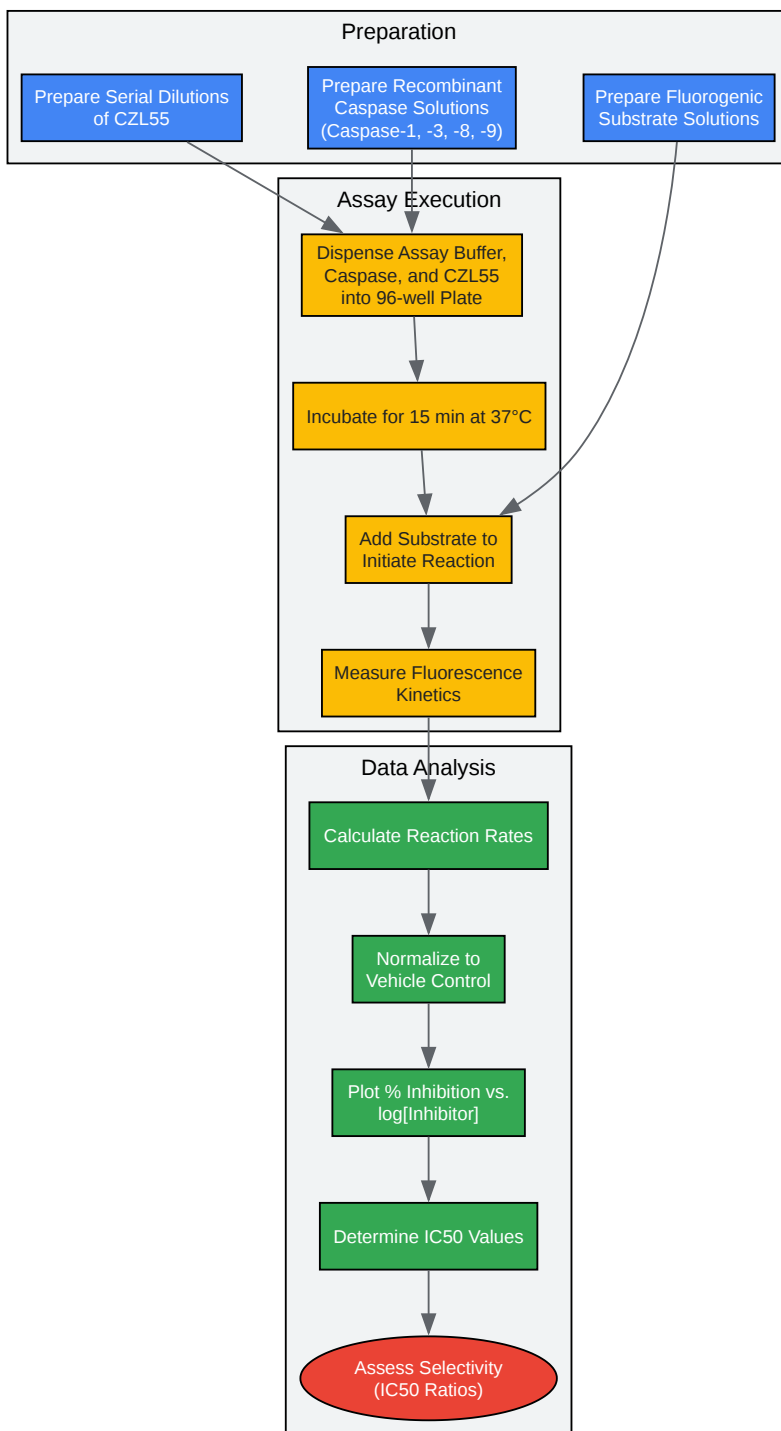 Preparation
Prepare Serial Dilutions
of CZL55
Prepare Recombinant
Caspase Solutions
(Caspase-1, -3, -8, -9)
Prepare Fluorogenic
Substrate Solutions
Assay Execution
Dispense Assay Buffer,
Caspase, and CZL55
into 96-well Plate
Incubate for 15 min at 37°C
Add Substrate to
Initiate Reaction
Measure Fluorescence
Kinetics
Data Analysis
Calculate Reaction Rates
Normalize to
Vehicle Control
Plot % Inhibition vs.
log[Inhibitor]
Determine IC50 Values
Assess Selectivity
(IC50 Ratios)